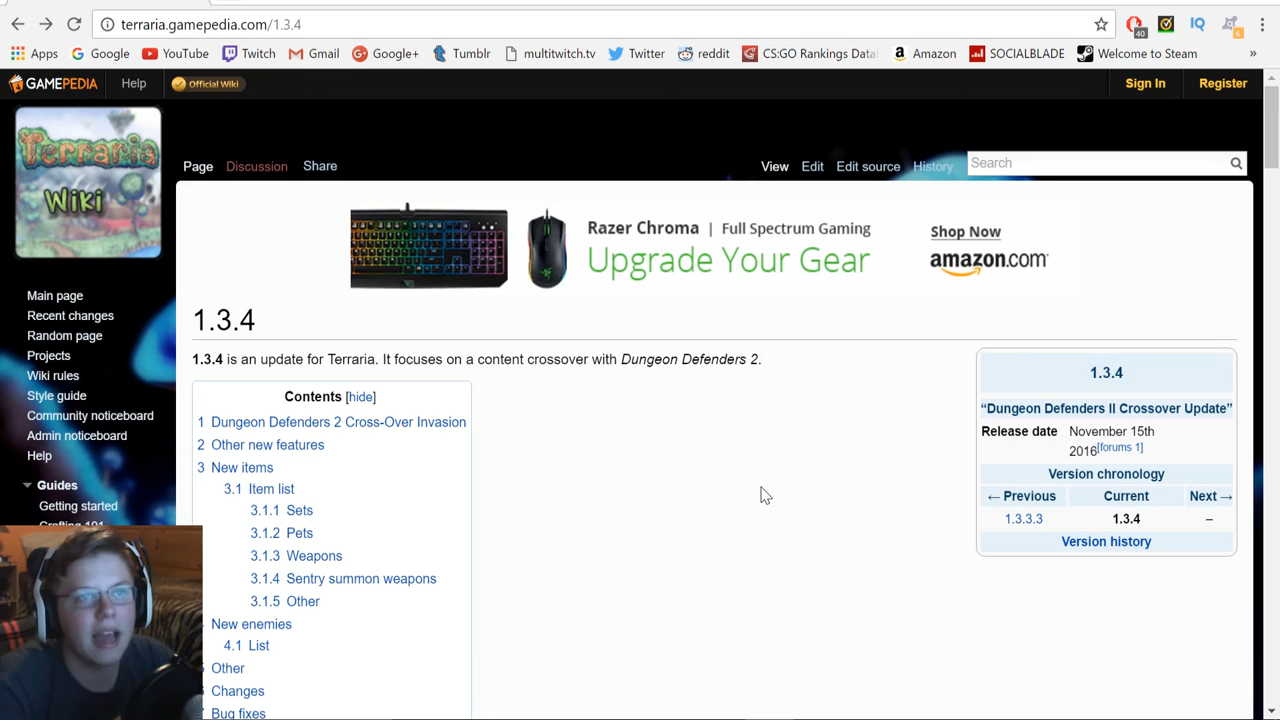 terraria.gamepedia.com/1.3.4
40
IQ
6
Apps Google YouTube Twitch Gmail Google+ Tumblr multitwitch.tv Twitter reddit CS:GO Rankings Data Amazon SOCIALBLADE Welcome to Steam »
GAMEPEDIA Help Official Wiki Sign In Register
Terraria
Wiki
Page Discussion Share View Edit Edit source History Search
Razer Chroma | Full Spectrum Gaming
Upgrade Your Gear
Shop Now
amazon.com
Main page
Recent changes
Random page
Projects
Wiki rules
Style guide
Community noticeboard
Admin noticeboard
Help
Guides
Getting started
Crafting 101
1.3.4
1.3.4 is an update for Terraria. It focuses on a content crossover with Dungeon Defenders 2.
Contents [hide]
1 Dungeon Defenders 2 Cross-Over Invasion
2 Other new features
3 New items
3.1 Item list
3.1.1 Sets
3.1.2 Pets
3.1.3 Weapons
3.1.4 Sentry summon weapons
3.1.5 Other
New enemies
4.1 List
Other
Changes
Bug fixes
1.3.4
“Dungeon Defenders II Crossover Update”
Release date November 15th
2016[forums 1]
Version chronology
← Previous Current Next →
1.3.3.3 1.3.4 –
Version history